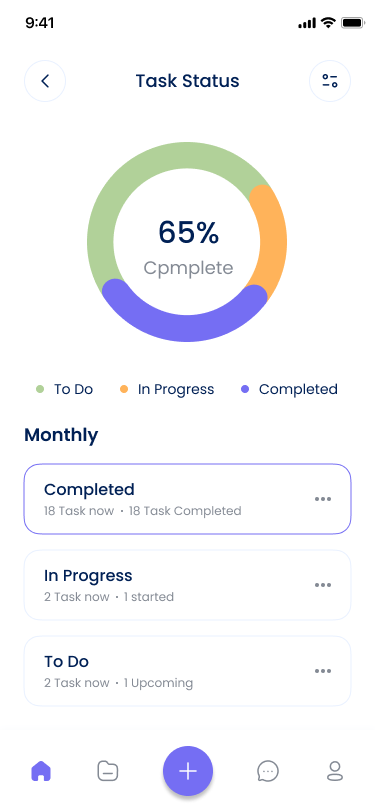 9:41
Task Status
65%
Cpmplete
To Do In Progress Completed
Monthly
Completed
18 Task now • 18 Task Completed
In Progress
2 Task now • 1 started
To Do
2 Task now • 1 Upcoming